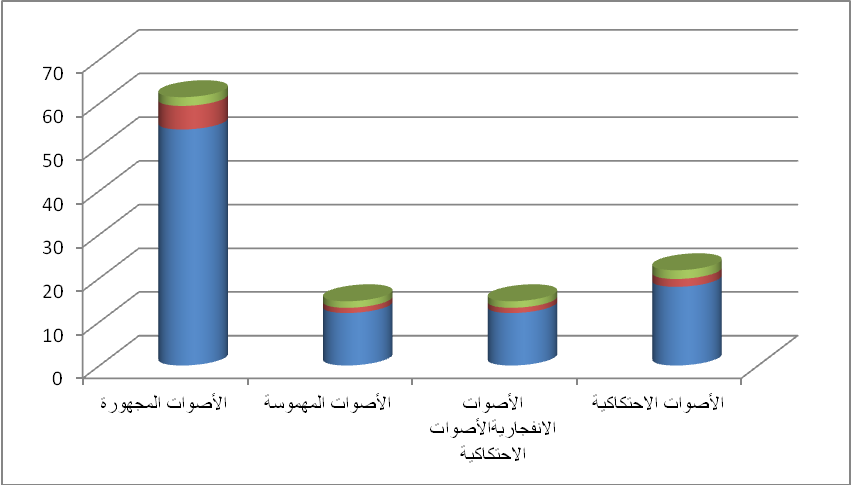 70
60
50
40
30
20
10
0
الأصوات المجهورة
الأصوات المهموسة
الأصوات
الانفجاريةالأصوات
الاحتكاكية
الأصوات الاحتكاكية